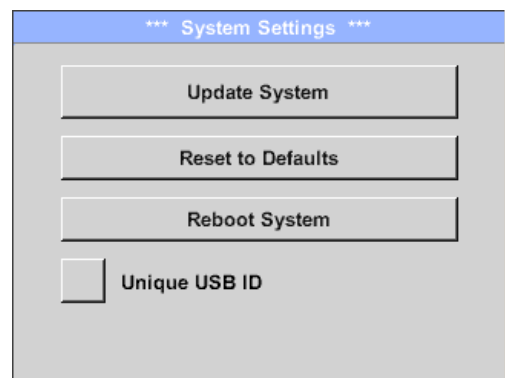 *** System Settings ***
Update System
Reset to Defaults
Reboot System
Unique USB ID